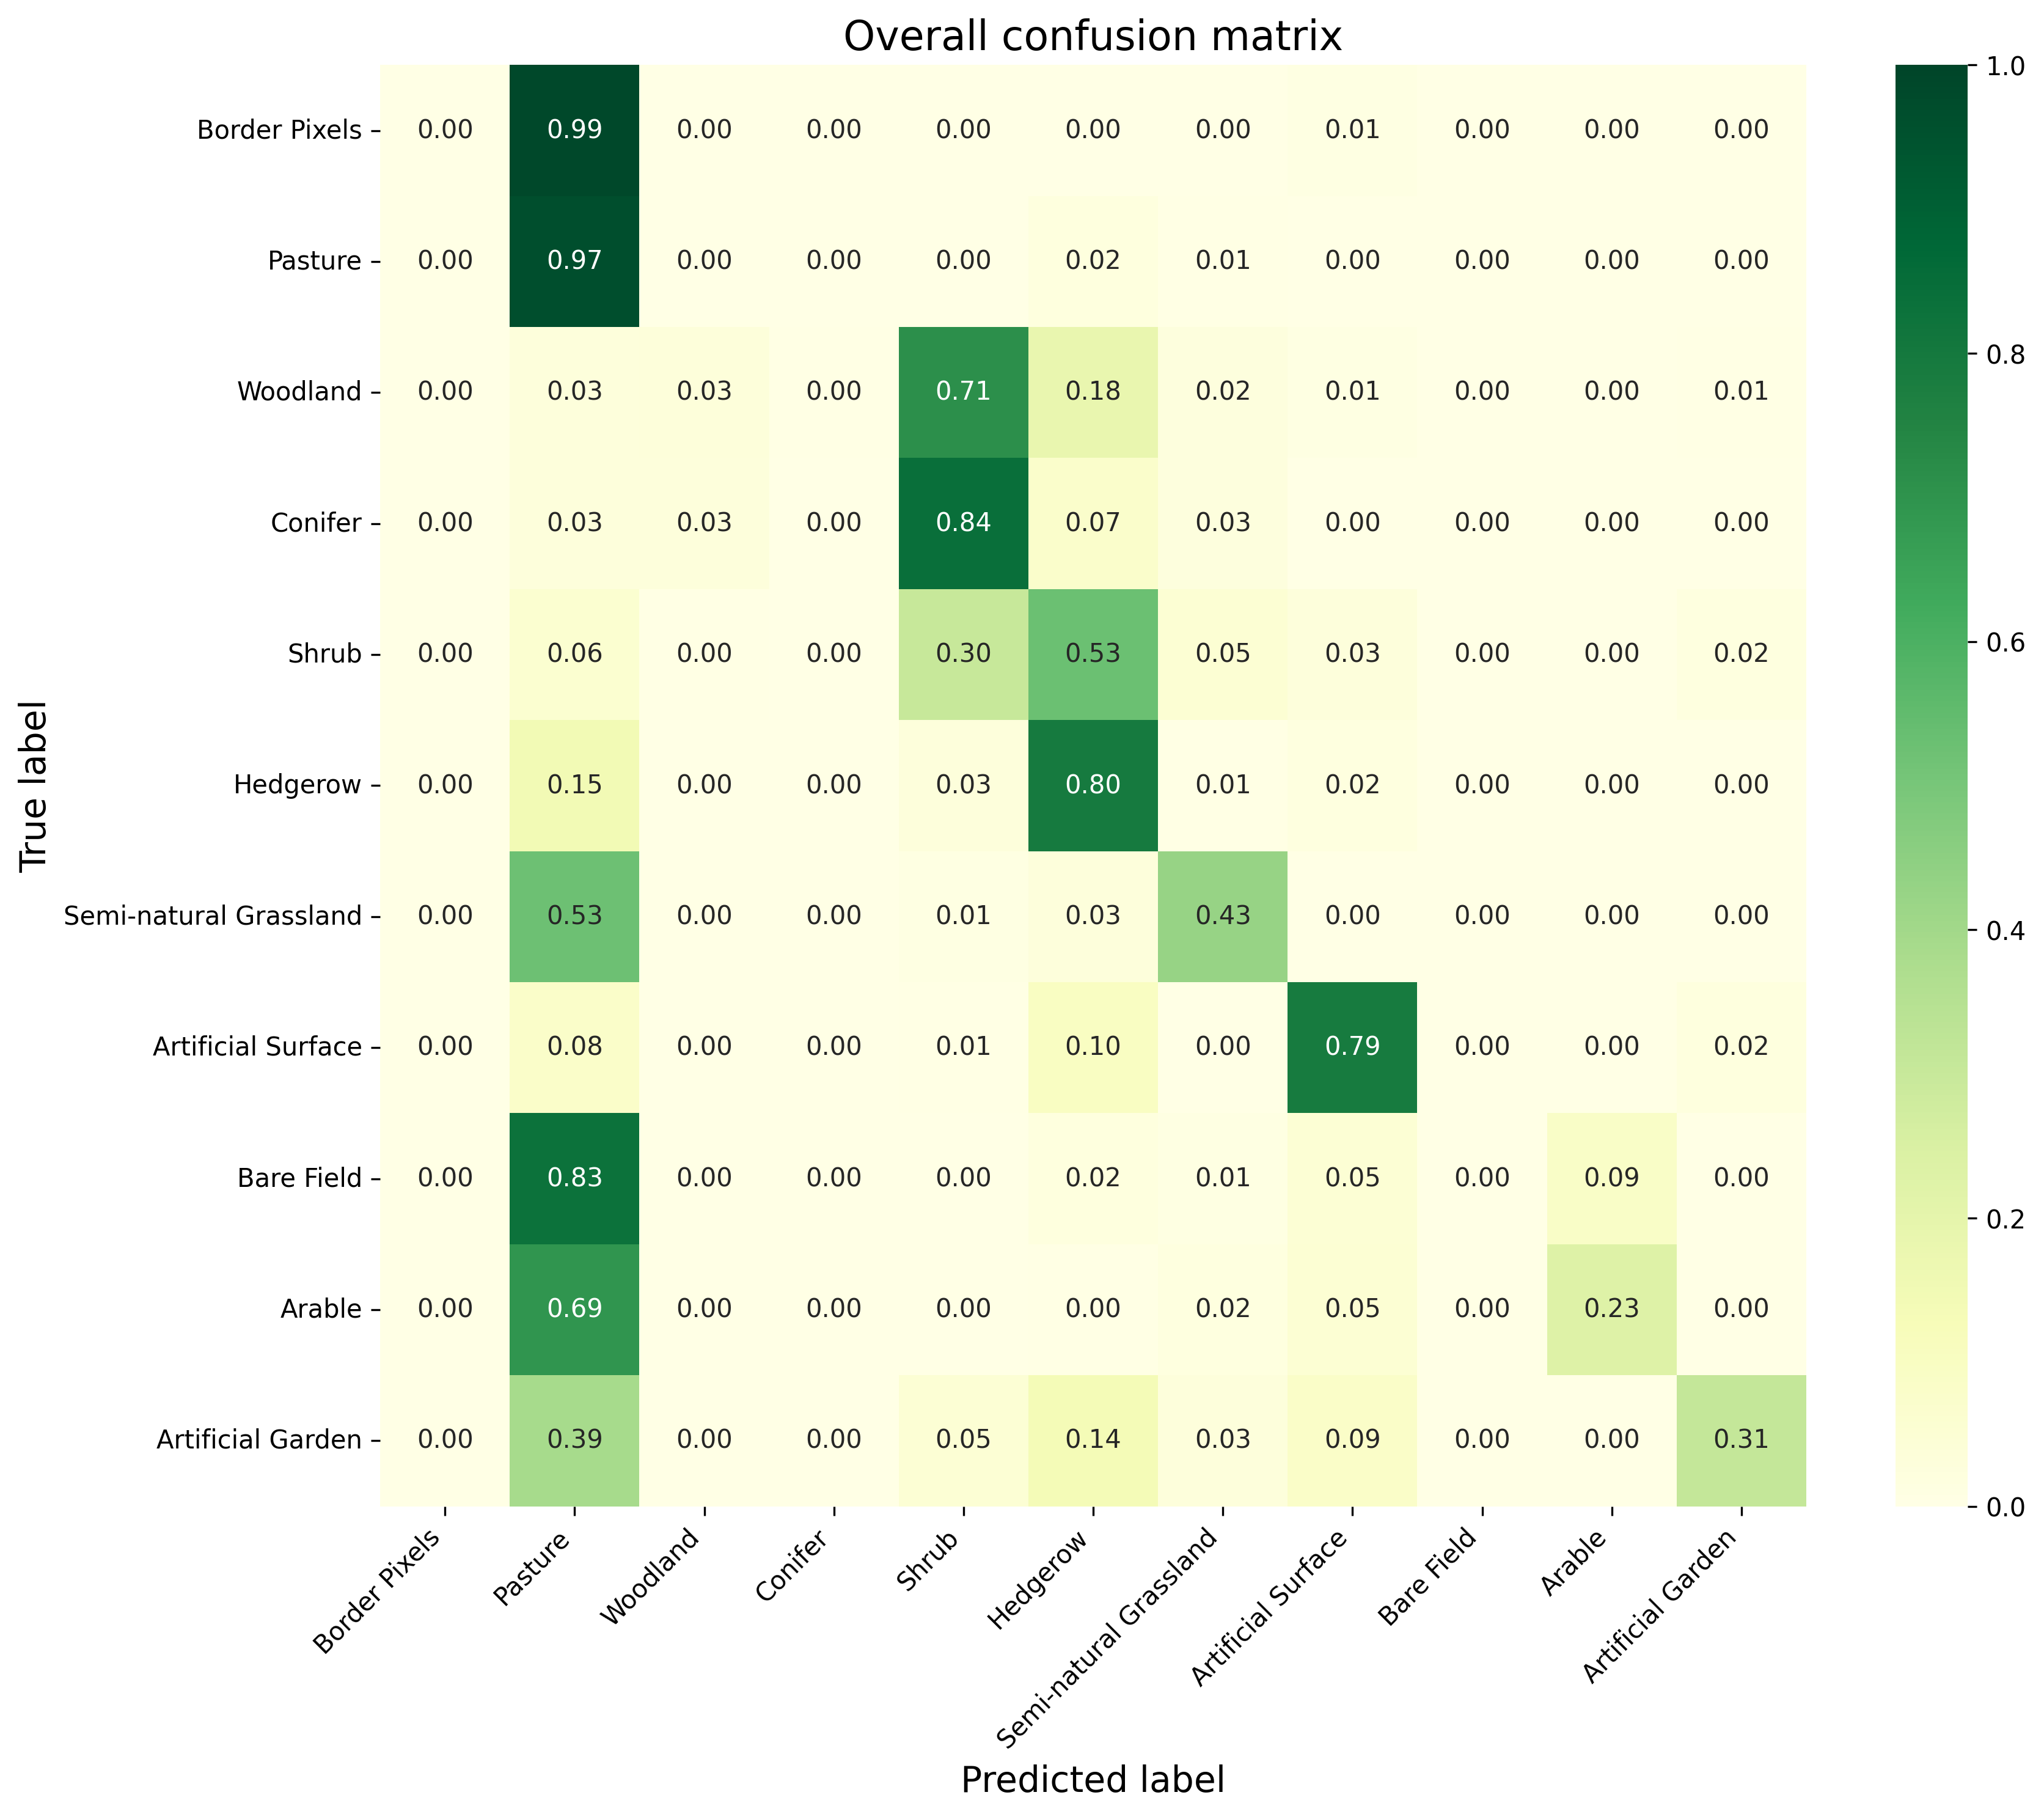 Overall confusion matrix
True label
Border Pixels 0.00 0.99 0.00 0.00 0.00 0.00 0.00 0.01 0.00 0.00 0.00
Pasture 0.00 0.97 0.00 0.00 0.00 0.02 0.01 0.00 0.00 0.00 0.00
Woodland 0.00 0.03 0.03 0.00 0.71 0.18 0.02 0.01 0.00 0.00 0.01
Conifer 0.00 0.03 0.03 0.00 0.84 0.07 0.03 0.00 0.00 0.00 0.00
Shrub 0.00 0.06 0.00 0.00 0.30 0.53 0.05 0.03 0.00 0.00 0.02
Hedgerow 0.00 0.15 0.00 0.00 0.03 0.80 0.01 0.02 0.00 0.00 0.00
Semi-natural Grassland 0.00 0.53 0.00 0.00 0.01 0.03 0.43 0.00 0.00 0.00 0.00
Artificial Surface 0.00 0.08 0.00 0.00 0.01 0.10 0.00 0.79 0.00 0.00 0.02
Bare Field 0.00 0.83 0.00 0.00 0.00 0.02 0.01 0.05 0.00 0.09 0.00
Arable 0.00 0.69 0.00 0.00 0.00 0.00 0.02 0.05 0.00 0.23 0.00
Artificial Garden 0.00 0.39 0.00 0.00 0.05 0.14 0.03 0.09 0.00 0.00 0.31
Border Pixels
Pasture
Woodland
Conifer
Shrub
Hedgerow
Semi-natural Grassland
Artificial Surface
Bare Field
Arable
Artificial Garden
Predicted label
1.0
0.8
0.6
0.4
0.2
0.0